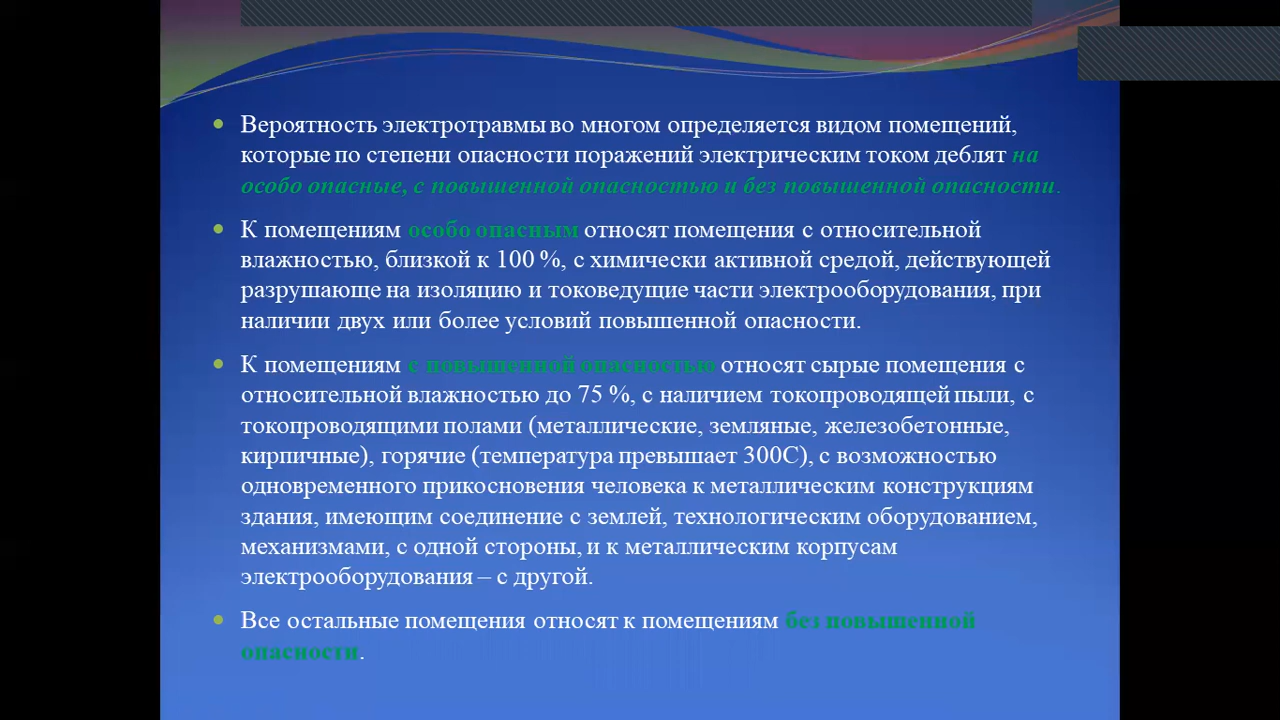 Вероятность электротравмы во многом определяется видом помещений,
которые по степени опасности поражений электрическим током де6лят на
особо опасные, с повышенной опасностью и без повышенной опасности.
К помещениям особо опасным относят помещения с относительной
влажностью, близкой к 100 %, с химически активной средой, действующей
разрушающе на изоляцию и токоведущие части электрооборудования, при
наличии двух или более условий повышенной опасности.
К помещениям с повышенной опасностью относят сырые помещения с
относительной влажностью до 75 %, с наличием токопроводящей пыли, с
токопроводящими полами (металлические, земляные, железобетонные,
кирпичные), горячие (температура превышает 300С), с возможностью
одновременного прикосновения человека к металлическим конструкциям
здания, имеющим соединение с землей, технологическим оборудованием,
механизмами, с одной стороны, и к металлическим корпусам
электрооборудования – с другой.
Все остальные помещения относят к помещениям без повышенной
опасности.